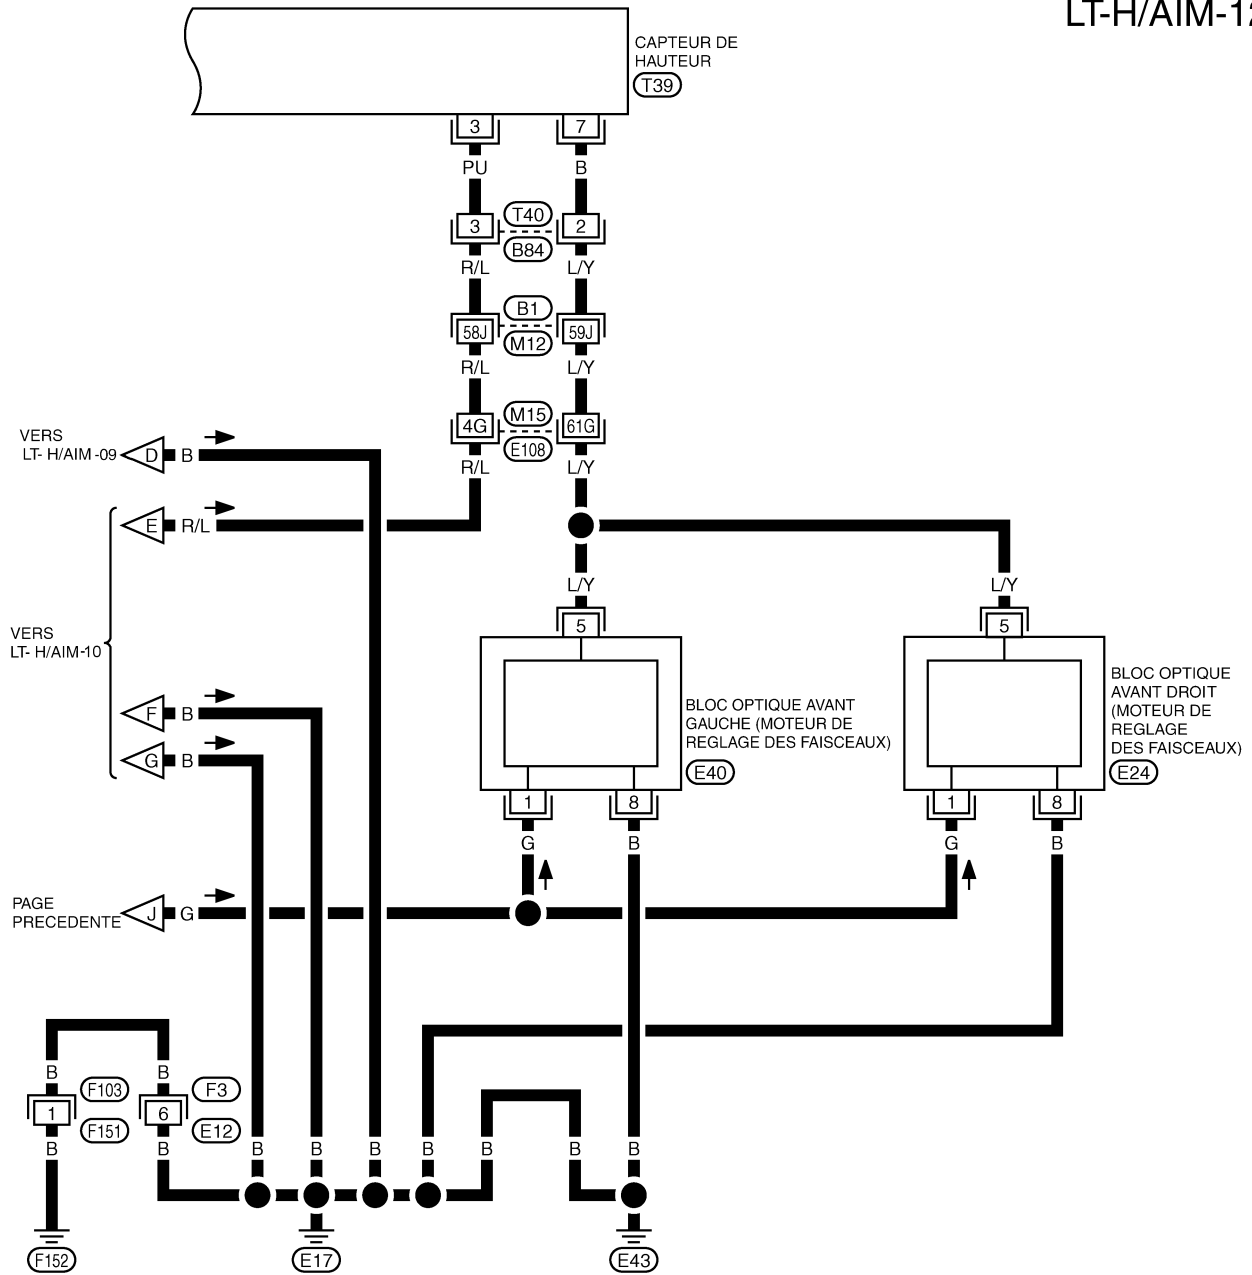 LT-H/AIM-12
CAPTEUR DE
HAUTEUR
T39
3 7
PU B
T40
3 2
B84
R/L L/Y
B1
58J 59J
M12
R/L L/Y
M15
4G 61G
E108
R/L L/Y
VERS
LT- H/AIM -09
D B
E R/L
L/Y L/Y
5 5
VERS
LT- H/AIM-10
BLOC OPTIQUE AVANT
GAUCHE (MOTEUR DE
REGLAGE DES FAISCEAUX)
E40
BLOC OPTIQUE
AVANT DROIT
(MOTEUR DE
REGLAGE
DES FAISCEAUX)
E24
F B
G B
1 8 1 8
G B G B
PAGE
PRECEDENTE
J G
B B
F103 F3
1 6
F151 E12
B B B B B B B B B
F152 E17 E43